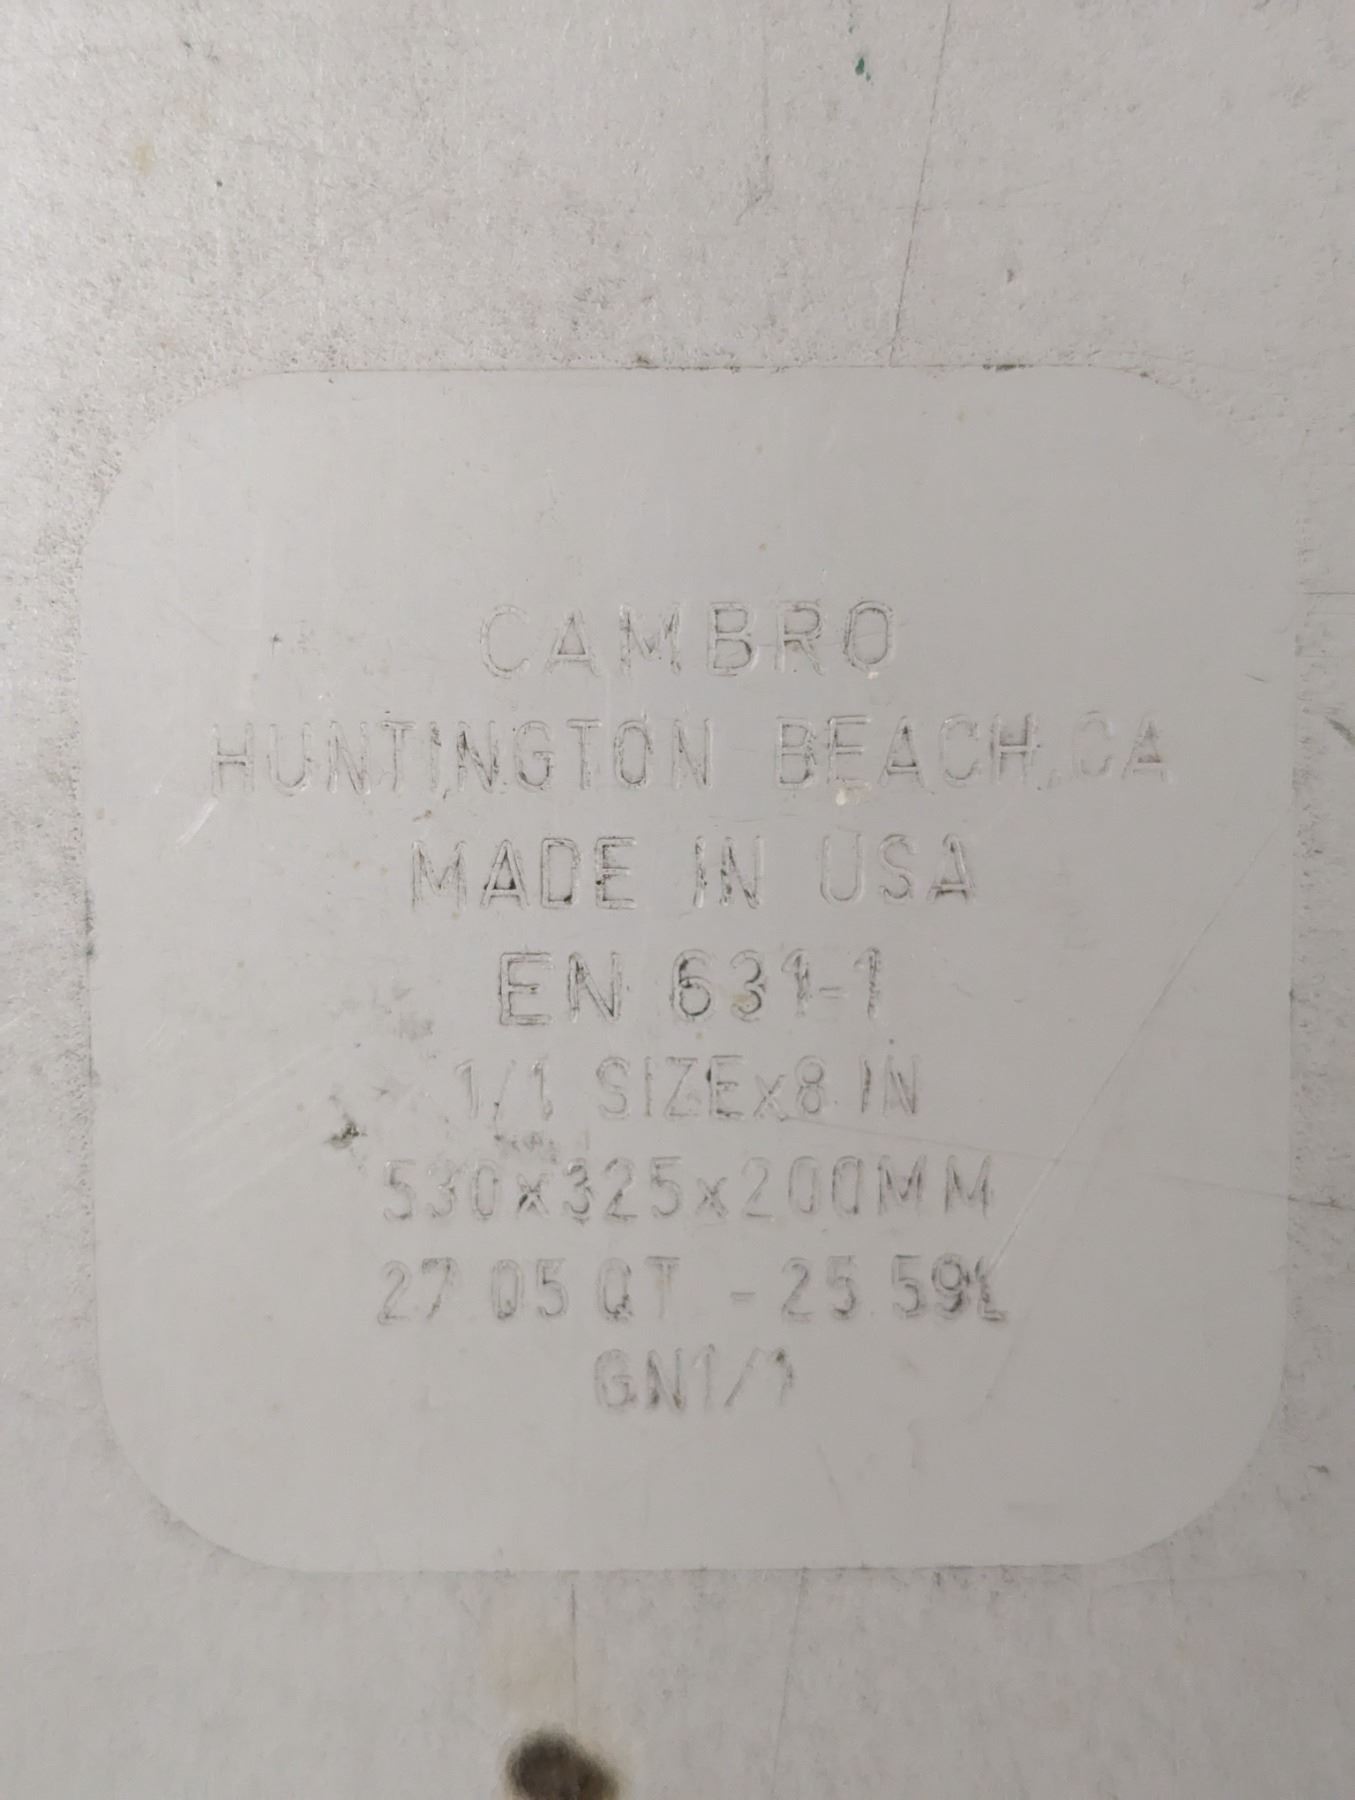 CAMBRO
HUNTINGTON BEACH, CA
MADE IN USA
EN 631-1
1/1 SIZEx8 IN
530x325x200MM
27.05 QT - 25.59L
GN1/1